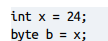 int x = 24;
byte b = x;